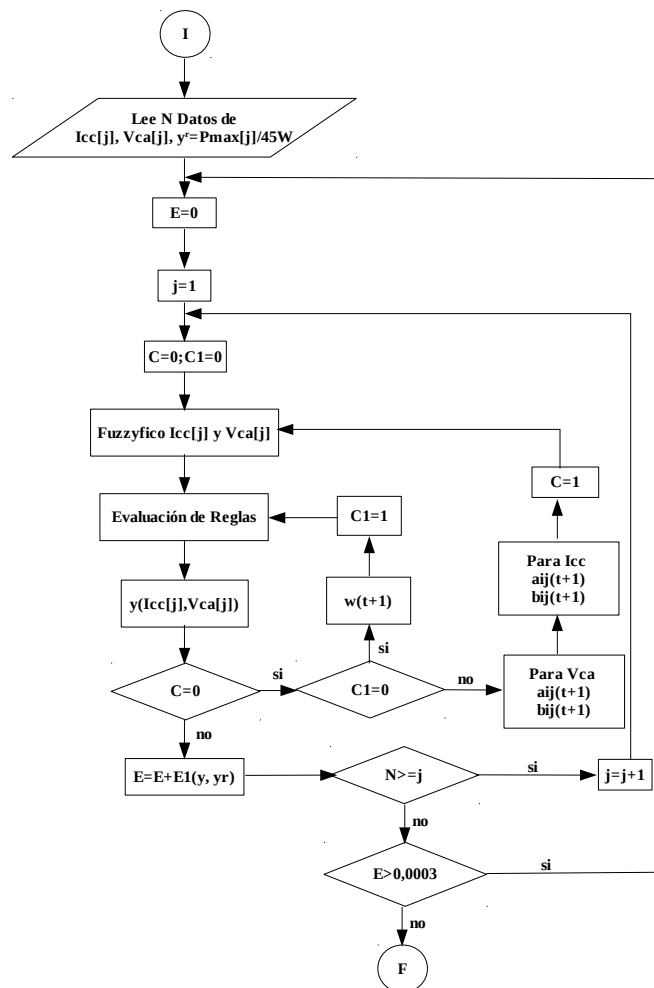 I
Lee N Datos de
Icc[j], Vca[j], yʳ=Pmax[j]/45W
E=0
j=1
C=0;C1=0
Fuzzyfico Icc[j] y Vca[j]
C=1
Evaluación de Reglas
C1=1
Para Icc
aij(t+1)
bij(t+1)
y(Icc[j],Vca[j])
w(t+1)
si
C=0
si
C1=0
no
Para Vca
aij(t+1)
bij(t+1)
no
E=E+E1(y, yr)
N>=j
si
j=j+1
no
E>0,0003
si
no
F